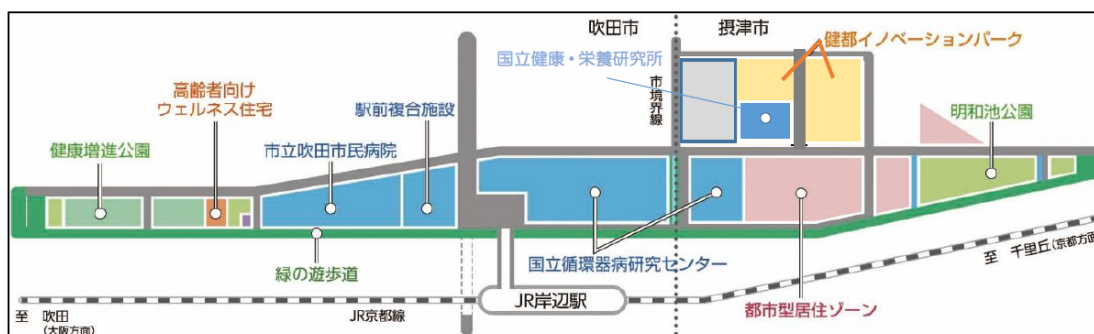 吹田市
摂津市
健都イノベーションパーク
国立健康・栄養研究所
市境界線
高齢者向け
ウェルネス住宅
駅前複合施設
明和池公園
健康増進公園
市立吹田市民病院
緑の遊歩道
国立循環器病研究センター
至 千里丘(京都方面)
都市型居住ゾーン
JR岸辺駅
至 吹田
(大阪方面)
JR京都線